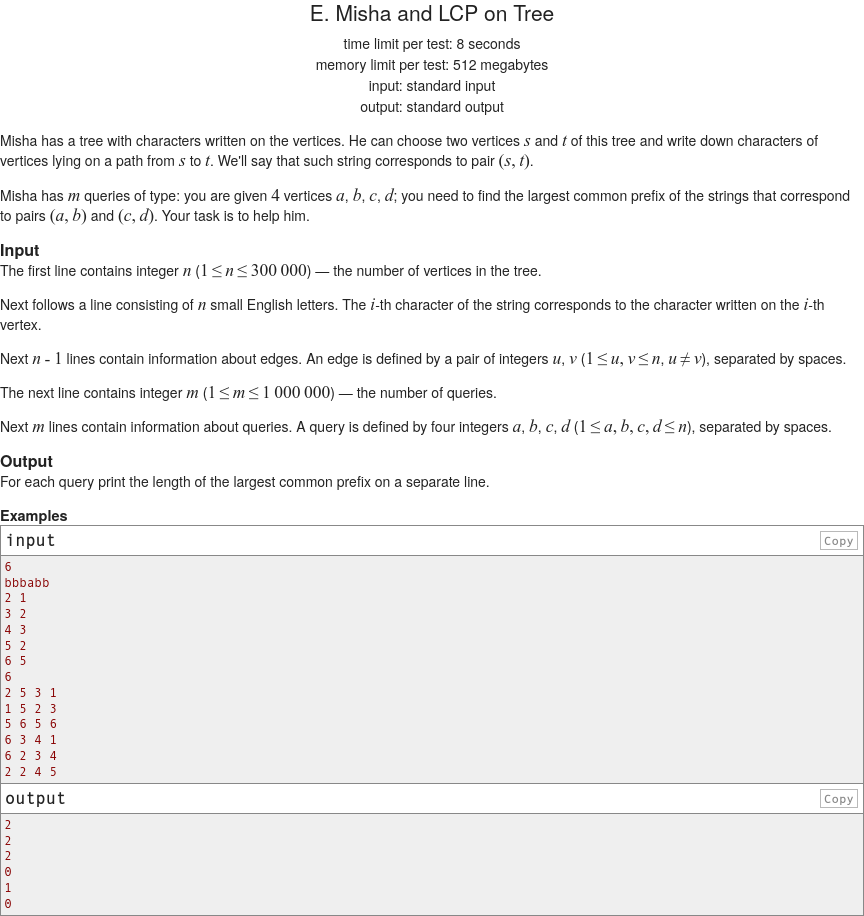 E. Misha and LCP on Tree
time limit per test: 8 seconds
memory limit per test: 512 megabytes
input: standard input
output: standard output
Misha has a tree with characters written on the vertices. He can choose two vertices s and t of this tree and write down characters of
vertices lying on a path from s to t. We'll say that such string corresponds to pair (s, t).
Misha has m queries of type: you are given 4 vertices a, b, c, d; you need to find the largest common prefix of the strings that correspond
to pairs (a, b) and (c, d). Your task is to help him.
Input
The first line contains integer n (1 ≤ n ≤ 300 000) — the number of vertices in the tree.
Next follows a line consisting of n small English letters. The i-th character of the string corresponds to the character written on the i-th
vertex.
Next n - 1 lines contain information about edges. An edge is defined by a pair of integers u, v (1 ≤ u, v ≤ n, u ≠ v), separated by spaces.
The next line contains integer m (1 ≤ m ≤ 1 000 000) — the number of queries.
Next m lines contain information about queries. A query is defined by four integers a, b, c, d (1 ≤ a, b, c, d ≤ n), separated by spaces.
Output
For each query print the length of the largest common prefix on a separate line.
Examples
input Copy
6
bbbabb
2 1
3 2
4 3
5 2
6 5
6
2 5 3 1
1 5 2 3
5 6 5 6
6 3 4 1
6 2 3 4
2 2 4 5
output Copy
2
2
2
0
1
0